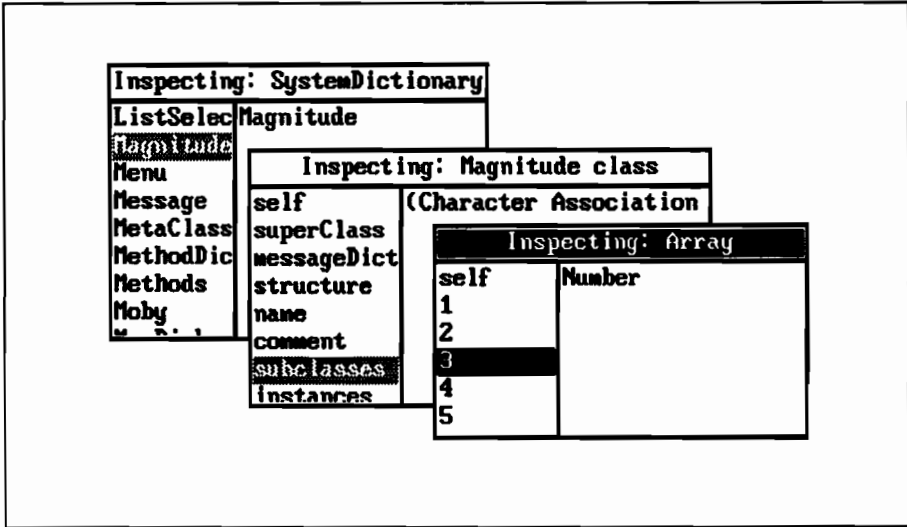 Inspecting: SystemDictionary
ListSelec
Magnitude
Menu
Message
MetaClass
MethodDic
Methods
Moby
Magnitude
Inspecting: Magnitude class
self
superClass
messageDict
structure
name
comment
subclasses
instances
(Character Association
Inspecting: Array
self
1
2
3
4
5
Number